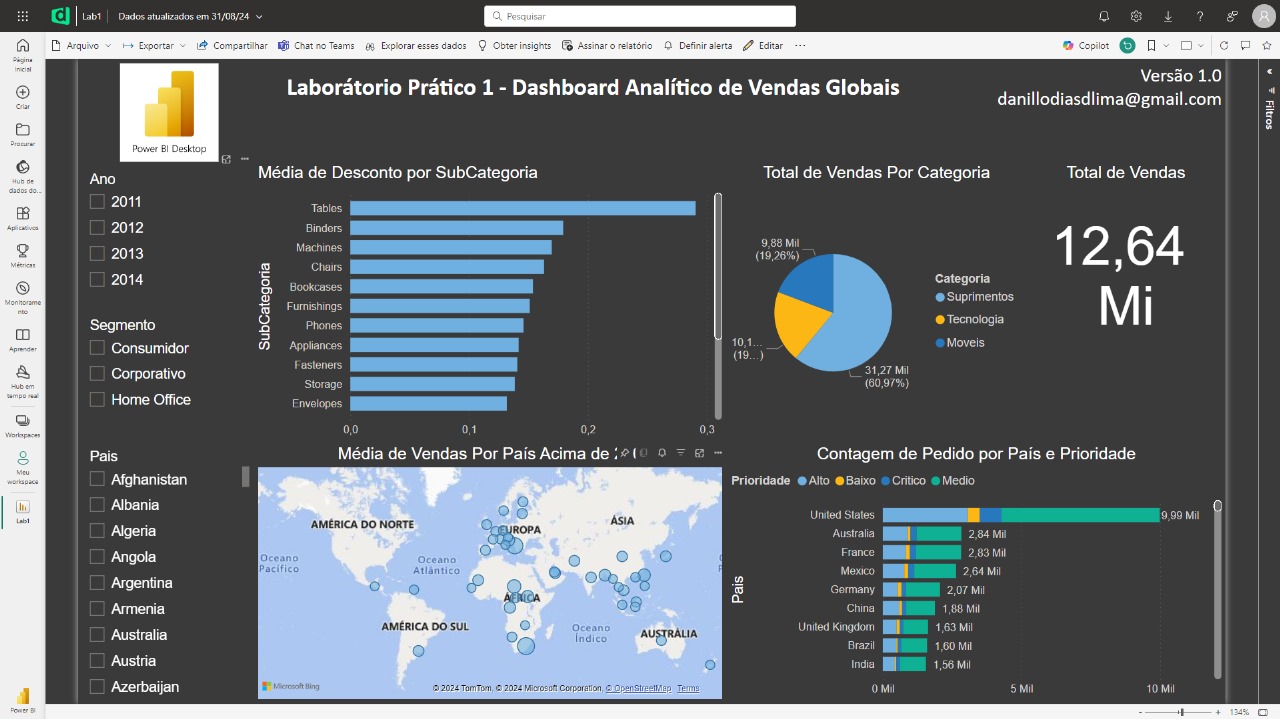 Lab1
Dados atualizados em 31/08/24
Pesquisar
Arquivo
Exportar
Compartilhar
Chat no Teams
Explorar esses dados
Obter insights
Assinar o relatório
Definir alerta
Editar
Copilot
Página inicial
Criar
Procurar
Hub de dados do...
Aplicativos
Métricas
Monitorame nto
Aprender
Hub em tempo real
Workspaces
Meu workspace
Lab1
Power BI
Filtros
Power BI Desktop
Laborátorio Prático 1 - Dashboard Analítico de Vendas Globais
Versão 1.0
danillodiasdlima@gmail.com
Ano
2011
2012
2013
2014
Segmento
Consumidor
Corporativo
Home Office
Pais
Afghanistan
Albania
Algeria
Angola
Argentina
Armenia
Australia
Austria
Azerbaijan
Média de Desconto por SubCategoria
SubCategoria
Tables
Binders
Machines
Chairs
Bookcases
Furnishings
Phones
Appliances
Fasteners
Storage
Envelopes
0,0 0,1 0,2 0,3
Total de Vendas Por Categoria
9,88 Mil
(19,26%)
10,1...
(19...)
31,27 Mil
(60,97%)
Categoria
Suprimentos
Tecnologia
Moveis
Total de Vendas
12,64
Mi
Média de Vendas Por País Acima de
AMÉRICA DO NORTE
EUROPA
ÁSIA
Oceano
Pacífico
Oceano
Atlântico
ÁFRICA
AMÉRICA DO SUL
Oceano
Índico
AUSTRÁLIA
Microsoft Bing
© 2024 TomTom, © 2024 Microsoft Corporation, © OpenStreetMap Terms
Contagem de Pedido por País e Prioridade
Prioridade Alto Baixo Critico Medio
Pais
United States 9,99 Mil
Australia 2,84 Mil
France 2,83 Mil
Mexico 2,64 Mil
Germany 2,07 Mil
China 1,88 Mil
United Kingdom 1,63 Mil
Brazil 1,60 Mil
India 1,56 Mil
0 Mil 5 Mil 10 Mil
134%